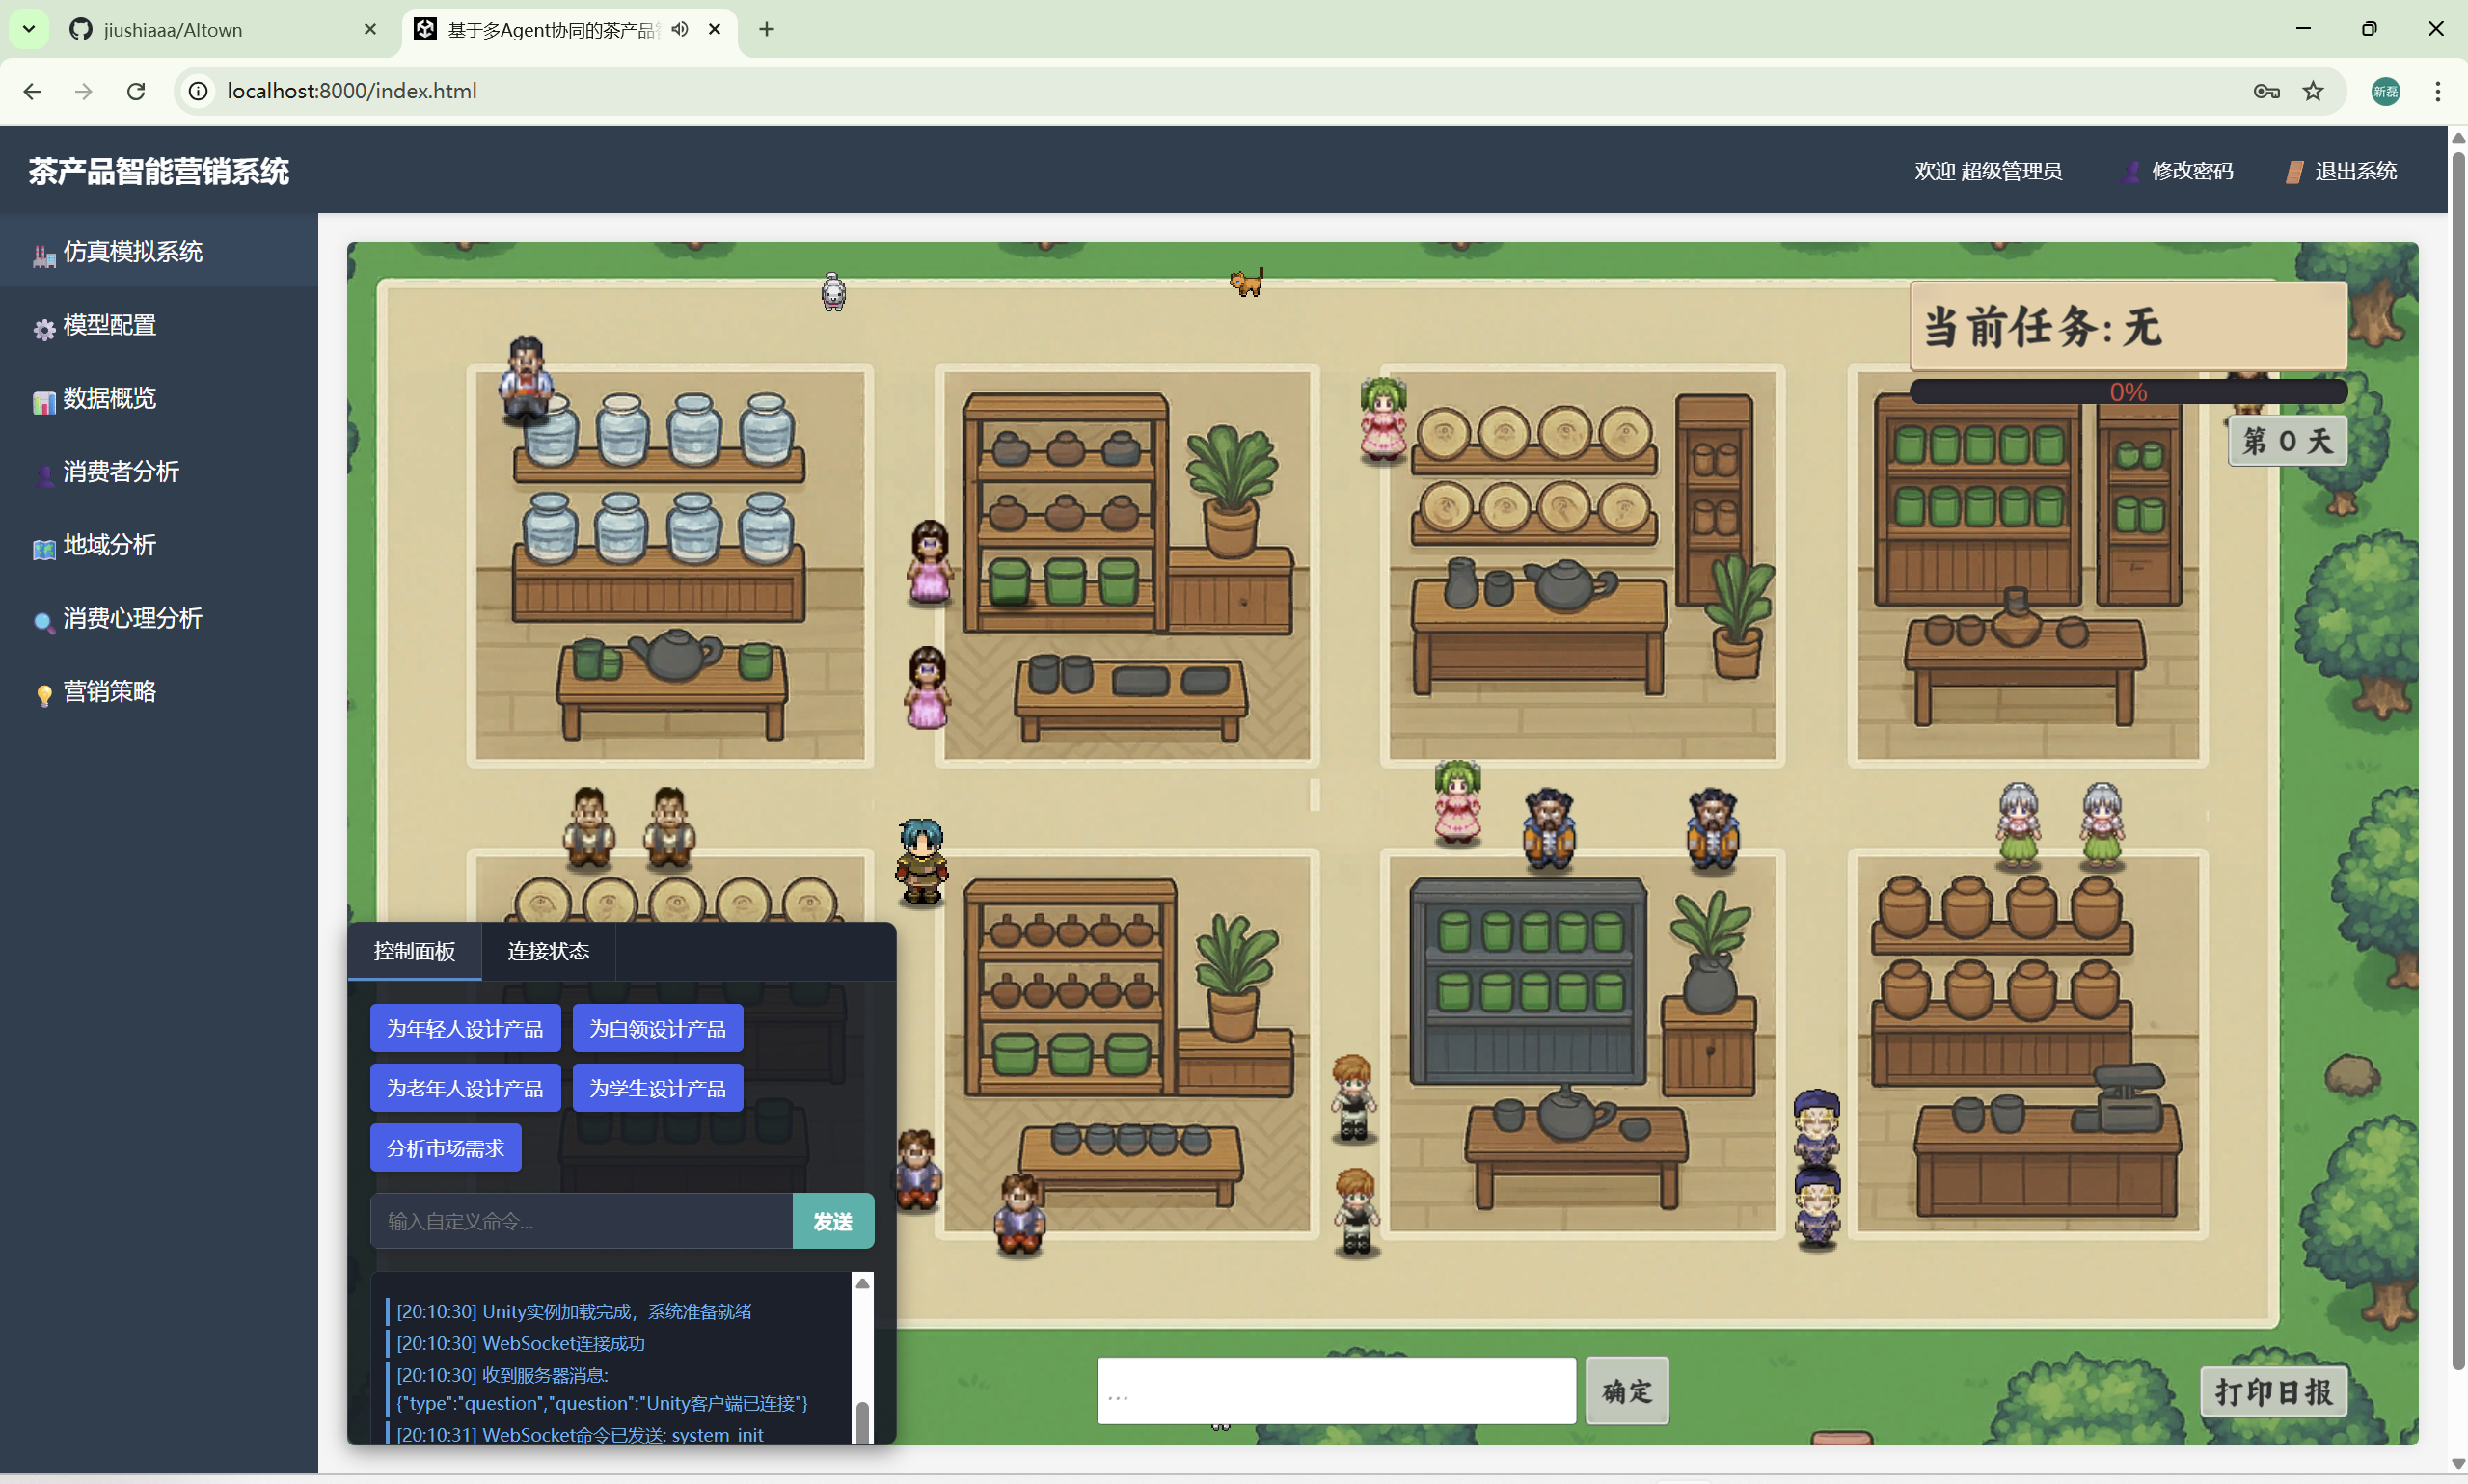 jiushiaaa/AItown
基于多Agent协同的茶产品
localhost:8000/index.html
新磊
茶产品智能营销系统
欢迎 超级管理员
修改密码
退出系统
仿真模拟系统
模型配置
数据概览
消费者分析
地域分析
消费心理分析
营销策略
当前任务:无
0%
第 0 天
控制面板
连接状态
为年轻人设计产品
为白领设计产品
为老年人设计产品
为学生设计产品
分析市场需求
输入自定义命令...
发送
[20:10:30] Unity实例加载完成，系统准备就绪
[20:10:30] WebSocket连接成功
[20:10:30] 收到服务器消息:
{"type":"question","question":"Unity客户端已连接"}
[20:10:31] WebSocket命令已发送: system_init
...
确定
打印日报